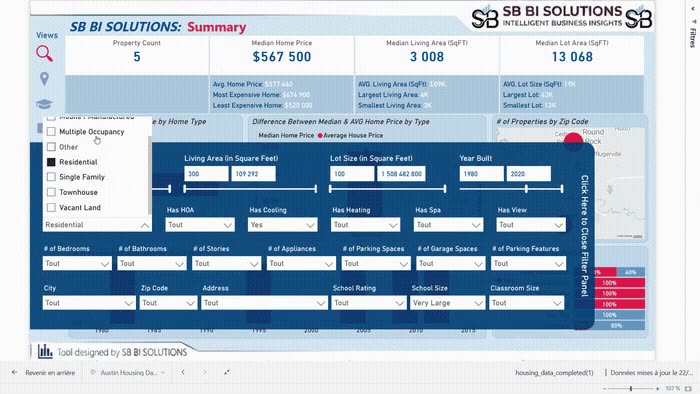 SB BI SOLUTIONS: Summary
SB BI SOLUTIONS
INTELLIGENT BUSINESS INSIGHTS
Views
Property Count
5
Median Home Price
$567 500
Median Living Area (SqFT)
3 008
Median Lot Area (SqFT)
13 068
Avg. Home Price: $577 460
Most Expensive Home: $674 900
Least Expensive Home: $520 000
AVG. Living Area (SqFT):
Largest Living Area: 4K
Smallest Living Area: 3K
AVG. Lot Size (SqFT):
Largest Lot: 43K
Smallest Lot: 13K
e by Home Type
Difference Between Median & AVG Home Price by Type
Median Home Price
Average House Price
# of Properties by Zip Code
Round
Rock
flugerville
Multiple Occupancy
Other
Residential
Single Family
Townhouse
Vacant Land
Residential
Living Area (in Square Feet)
300
109 292
Lot Size (in Square Feet)
100
1 508 482 800
Year Built
1980
2020
Has HOA
Tout
Has Cooling
Yes
Has Heating
Tout
Has Spa
Tout
Has View
Tout
# of Bedrooms
Tout
# of Bathrooms
Tout
# of Stories
Tout
# of Appliances
Tout
# of Parking Spaces
Tout
# of Garage Spaces
Tout
# of Parking Features
Tout
City
Tout
Zip Code
Tout
Address
Tout
School Rating
Tout
School Size
Very Large
Classroom Size
Tout
Click Here to Close Filter Panel
Filtres
40%
100%
100%
100%
100%
80%
1980
1995
2005
2015
Tool designed by SB BI SOLUTIONS
Revenir en arrière
Austin Housing Da...
housing_data_completed(1)
Données mises à jour le 22/...
107 %